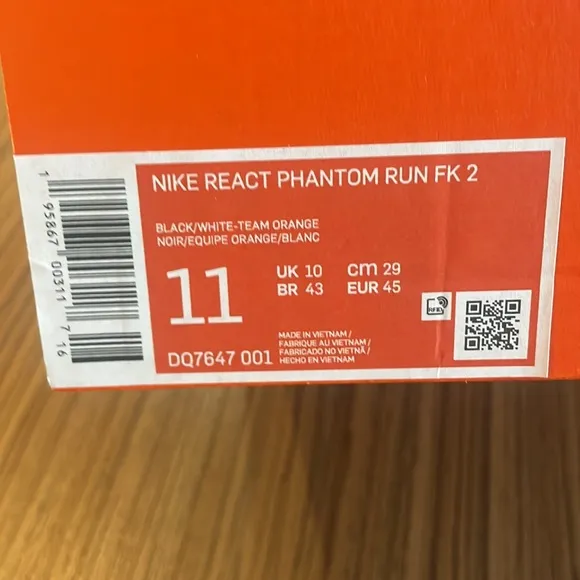 NIKE REACT PHANTOM RUN FK 2
BLACK/WHITE-TEAM ORANGE
NOIR/EQUIPE ORANGE/BLANC
11
UK 10 cm 29
BR 43 EUR 45
RFID
DQ7647 001
MADE IN VIETNAM /
FABRIQUE AU VIETNAM /
FABRICADO NO VIETNÃ /
HECHO EN VIETNAM
1 95867 00311 7 16